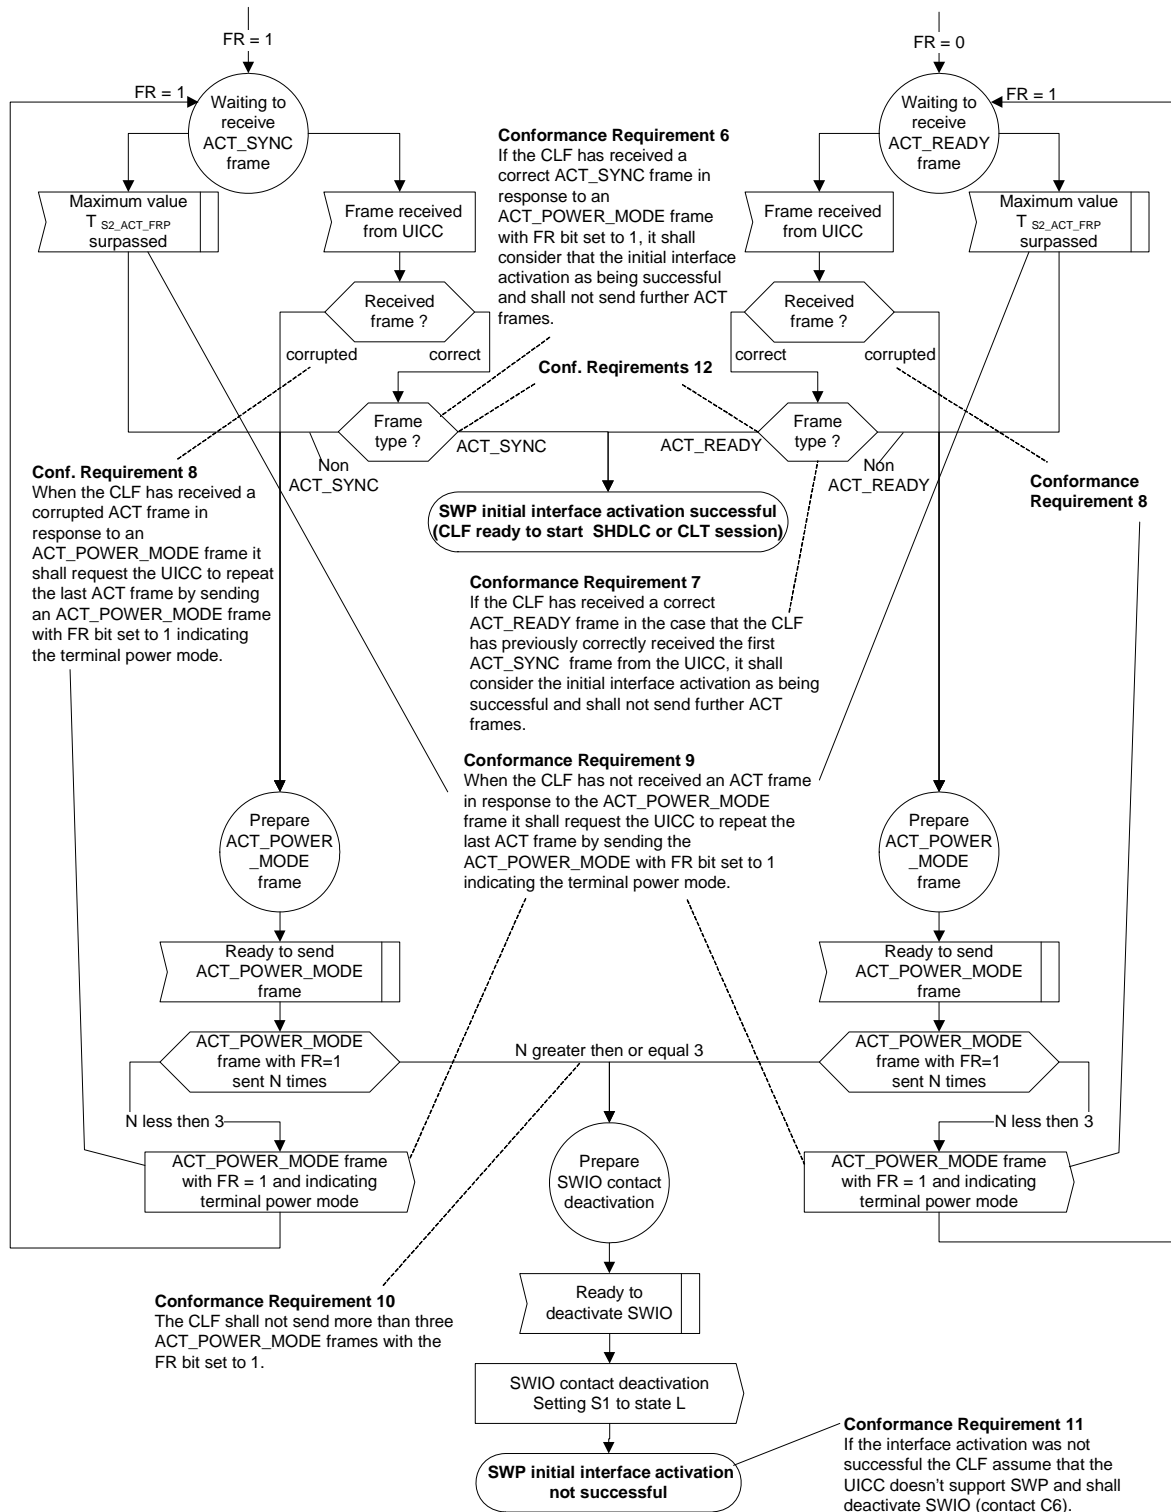 FR = 1
FR = 0
FR = 1
FR = 1
Waiting to
receive
ACT_SYNC
frame
Waiting to
receive
ACT_READY
frame
Conformance Requirement 6
If the CLF has received a
correct ACT_SYNC frame in
response to an
ACT_POWER_MODE frame
with FR bit set to 1, it shall
consider that the initial interface
activation as being successful
and shall not send further ACT
frames.
Maximum value
T S2_ACT_FRP
surpassed
Frame received
from UICC
Frame received
from UICC
Maximum value
T S2_ACT_FRP
surpassed
Received
frame ?
Received
frame ?
corrupted
correct
correct
corrupted
Conf. Reqirements 12
Frame
type ?
Frame
type ?
ACT_SYNC
ACT_READY
Non
ACT_SYNC
Non
ACT_READY
Conf. Requirement 8
When the CLF has received a
corrupted ACT frame in
response to an
ACT_POWER_MODE frame it
shall request the UICC to repeat
the last ACT frame by sending
an ACT_POWER_MODE frame
with FR bit set to 1 indicating
the terminal power mode.
Conformance
Requirement 8
SWP initial interface activation successful
(CLF ready to start SHDLC or CLT session)
Conformance Requirement 7
If the CLF has received a correct
ACT_READY frame in the case that the CLF
has previously correctly received the first
ACT_SYNC frame from the UICC, it shall
consider the initial interface activation as being
successful and shall not send further ACT
frames.
Conformance Requirement 9
When the CLF has not received an ACT frame
in response to the ACT_POWER_MODE
frame it shall request the UICC to repeat the
last ACT frame by sending the
ACT_POWER_MODE with FR bit set to 1
indicating the terminal power mode.
Prepare
ACT_POWER
_MODE
frame
Prepare
ACT_POWER
_MODE
frame
Ready to send
ACT_POWER_MODE
frame
Ready to send
ACT_POWER_MODE
frame
ACT_POWER_MODE
frame with FR=1
sent N times
N greater then or equal 3
ACT_POWER_MODE
frame with FR=1
sent N times
N less then 3
N less then 3
ACT_POWER_MODE frame
with FR = 1 and indicating
terminal power mode
Prepare
SWIO contact
deactivation
ACT_POWER_MODE frame
with FR = 1 and indicating
terminal power mode
Ready to
deactivate SWIO
Conformance Requirement 10
The CLF shall not send more than three
ACT_POWER_MODE frames with the
FR bit set to 1.
SWIO contact deactivation
Setting S1 to state L
SWP initial interface activation
not successful
Conformance Requirement 11
If the interface activation was not
successful the CLF assume that the
UICC doesn't support SWP and shall
deactivate SWIO (contact C6).